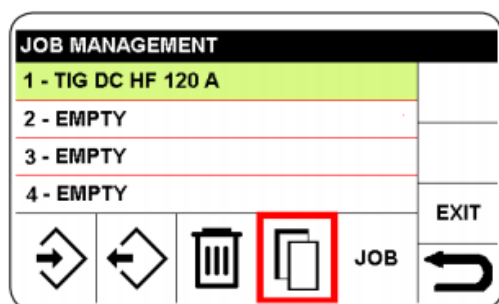 JOB MANAGEMENT
1 - TIG DC HF 120 A
2 - EMPTY
3 - EMPTY
4 - EMPTY
EXIT
JOB